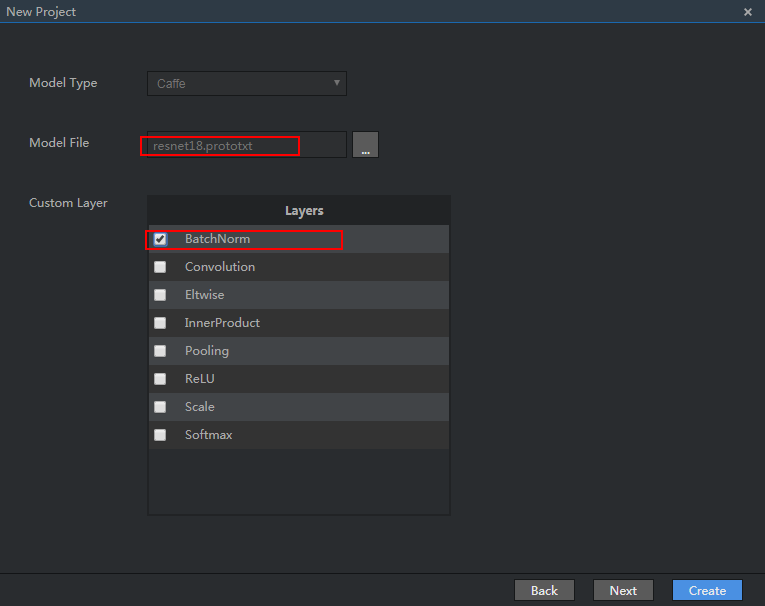 New Project
Model Type
Caffe
Model File
resnet18.prototxt
...
Custom Layer
Layers
BatchNorm
Convolution
Eltwise
InnerProduct
Pooling
ReLU
Scale
Softmax
Back
Next
Create